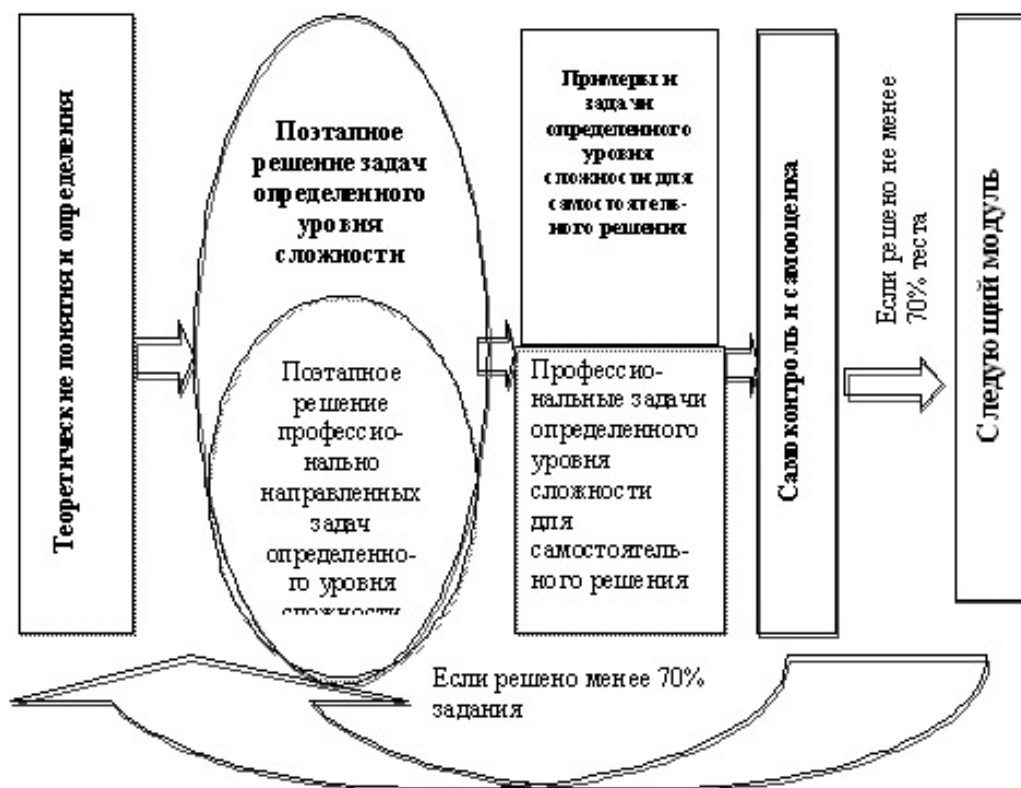 Теоретические понятия и определения
Поэтапное
решение задач
определенного
уровня
сложности
Поэтапное
решение
профессио-
нально
направленных
задач
определенно-
го уровня
сложности
Примеры и
задачи
определенного
уровня
сложности для
самостоятель-
ного решения
Профессио-
нальные задачи
определенного
уровня
сложности
для
самостоятель-
ного решения
Самоконтроль и самооценка
Если решено не менее
70% теста
Следующий модуль
Если решено менее 70%
задания